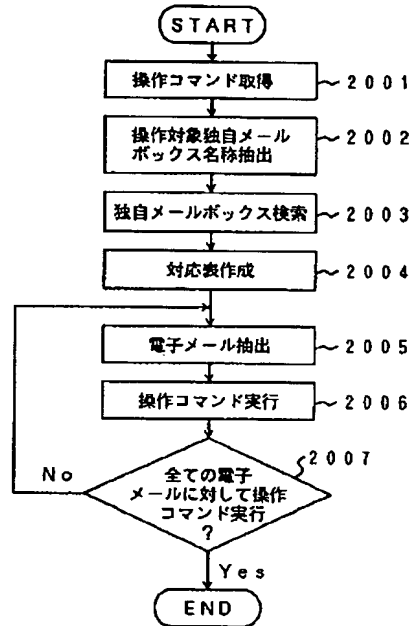 START
操作コマンド取得
2001
操作対象独自メール
ボックス名称抽出
2002
独自メールボックス検索
2003
対応表作成
2004
電子メール抽出
2005
操作コマンド実行
2006
2007
全ての電子
メールに対して操作
コマンド実行
?
No
Yes
END